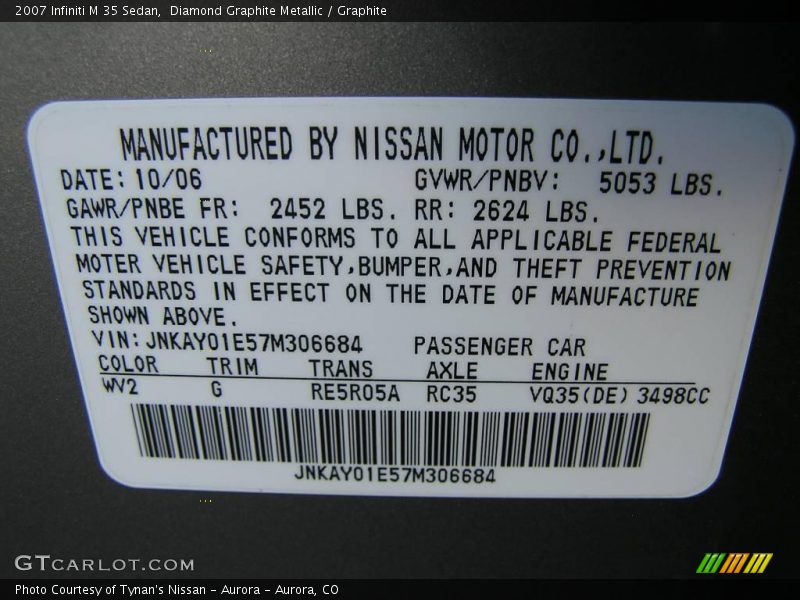 2007 Infiniti M 35 Sedan,  Diamond Graphite Metallic / Graphite
MANUFACTURED BY NISSAN MOTOR CO.,LTD.
DATE: 10/06 GVWR/PNBV: 5053 LBS.
GAWR/PNBE FR: 2452 LBS. RR: 2624 LBS.
THIS VEHICLE CONFORMS TO ALL APPLICABLE FEDERAL
MOTER VEHICLE SAFETY,BUMPER,AND THEFT PREVENTION
STANDARDS IN EFFECT ON THE DATE OF MANUFACTURE
SHOWN ABOVE.
VIN: JNKAY01E57M306684 PASSENGER CAR
COLOR TRIM TRANS AXLE ENGINE
WV2 G RE5R05A RC35 VQ35(DE) 3498CC
JNKAY01E57M306684
GTCARLOT.COM
Photo Courtesy of Tynan's Nissan - Aurora - Aurora, CO